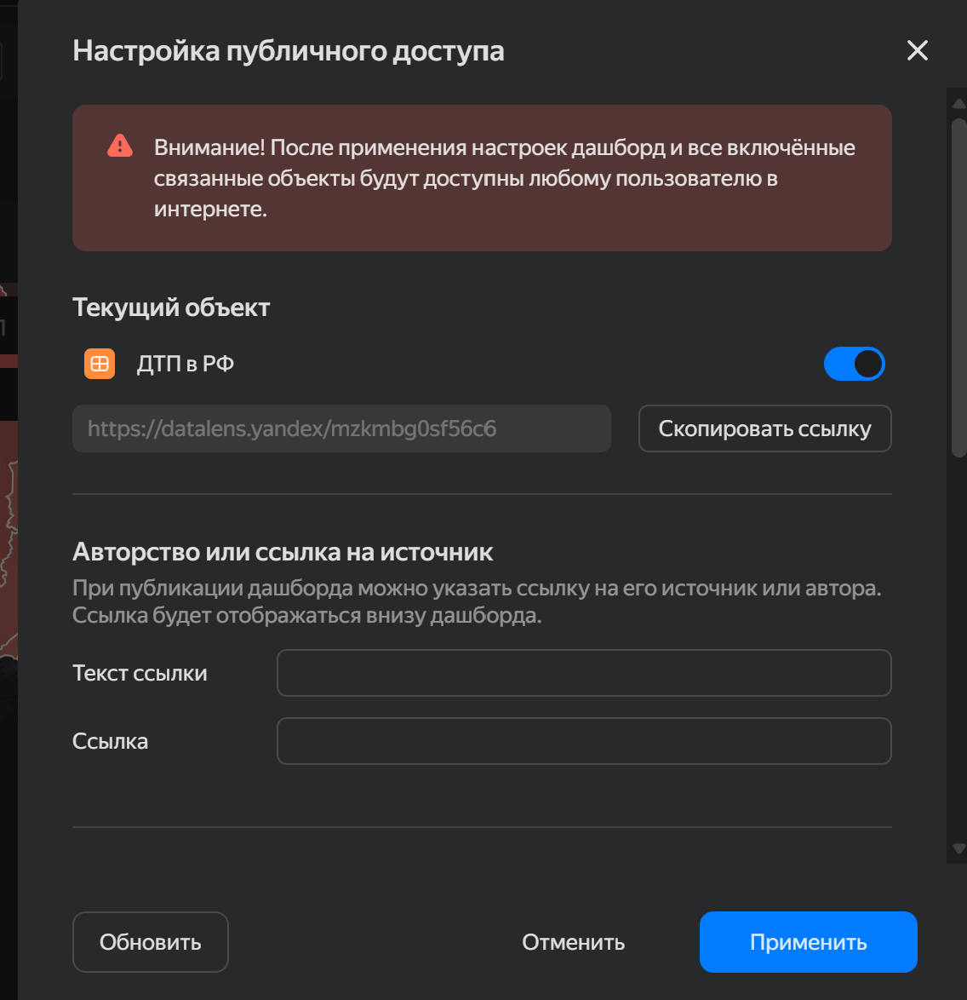 Настройка публичного доступа
Внимание! После применения настроек дашборд и все включённые
связанные объекты будут доступны любому пользователю в
интернете.
Текущий объект
ДТП в РФ
https://datalens.yandex/mzkmbg0sf56c6
Скопировать ссылку
Авторство или ссылка на источник
При публикации дашборда можно указать ссылку на его источник или автора.
Ссылка будет отображаться внизу дашборда.
Текст ссылки
Ссылка
Обновить
Отменить
Применить